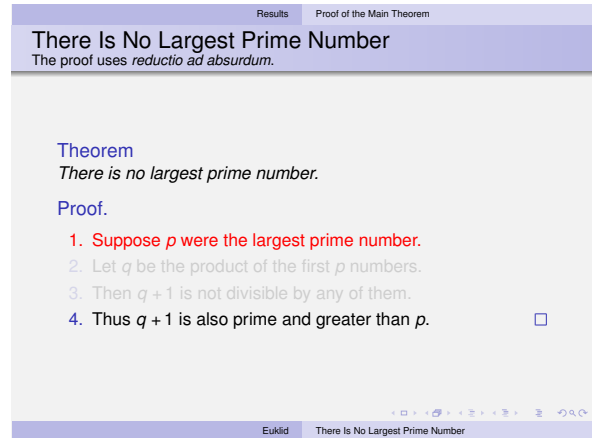 Results Proof of the Main Theorem
There Is No Largest Prime Number
The proof uses reductio ad absurdum.
Theorem
There is no largest prime number.
Proof.
1. Suppose p were the largest prime number.
2. Let q be the product of the first p numbers.
3. Then q + 1 is not divisible by any of them.
4. Thus q + 1 is also prime and greater than p.
Euklid There Is No Largest Prime Number